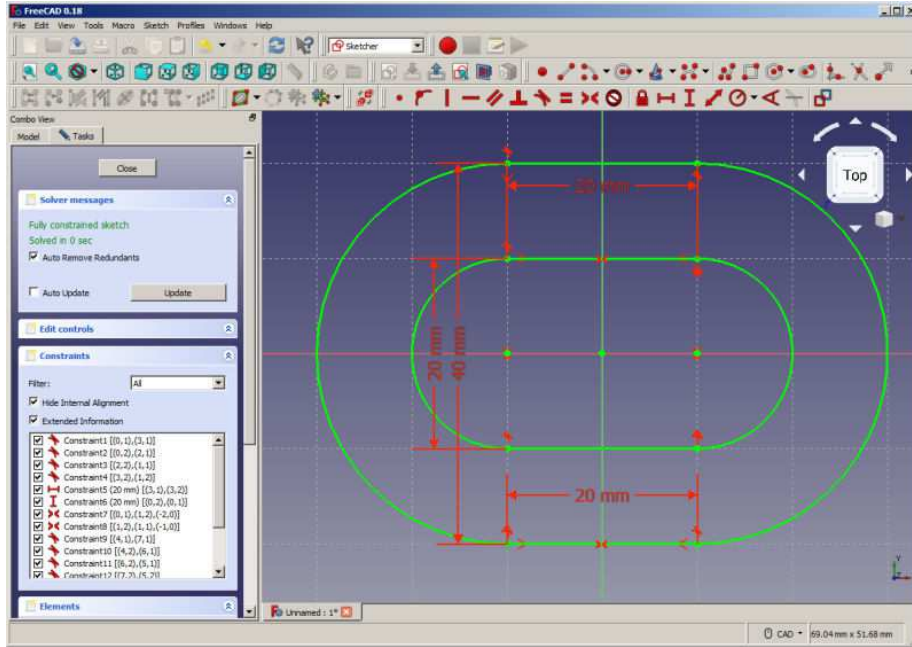 FreeCAD 0.18
File Edit View Tools Macro Sketch Profiles Windows Help
Sketcher
Combo View
Model Tasks
Close
Solver messages
Fully constrained sketch
Solved in 0 sec
Auto Remove Redundants
Auto Update Update
Edit controls
Constraints
Filter: All
Hide Internal Alignment
Extended Information
Constraint1 [(0,1),(3,1)]
Constraint2 [(0,2),(2,1)]
Constraint3 [(2,2),(1,1)]
Constraint4 [(3,2),(1,2)]
Constraint5 (20 mm) [(3,1),(3,2)]
Constraint6 (20 mm) [(0,2),(0,1)]
Constraint7 [(0,1),(1,2),(-2,0)]
Constraint8 [(1,2),(1,1),(-1,0)]
Constraint9 [(4,1),(7,1)]
Constraint10 [(4,2),(6,1)]
Constraint11 [(6,2),(5,1)]
Constraint12 [(7,2),(5,2)]
Elements
20 mm
20 mm
40 mm
20 mm
Top
Y
Unnamed : 1*
CAD 69.04 mm x 51.68 mm